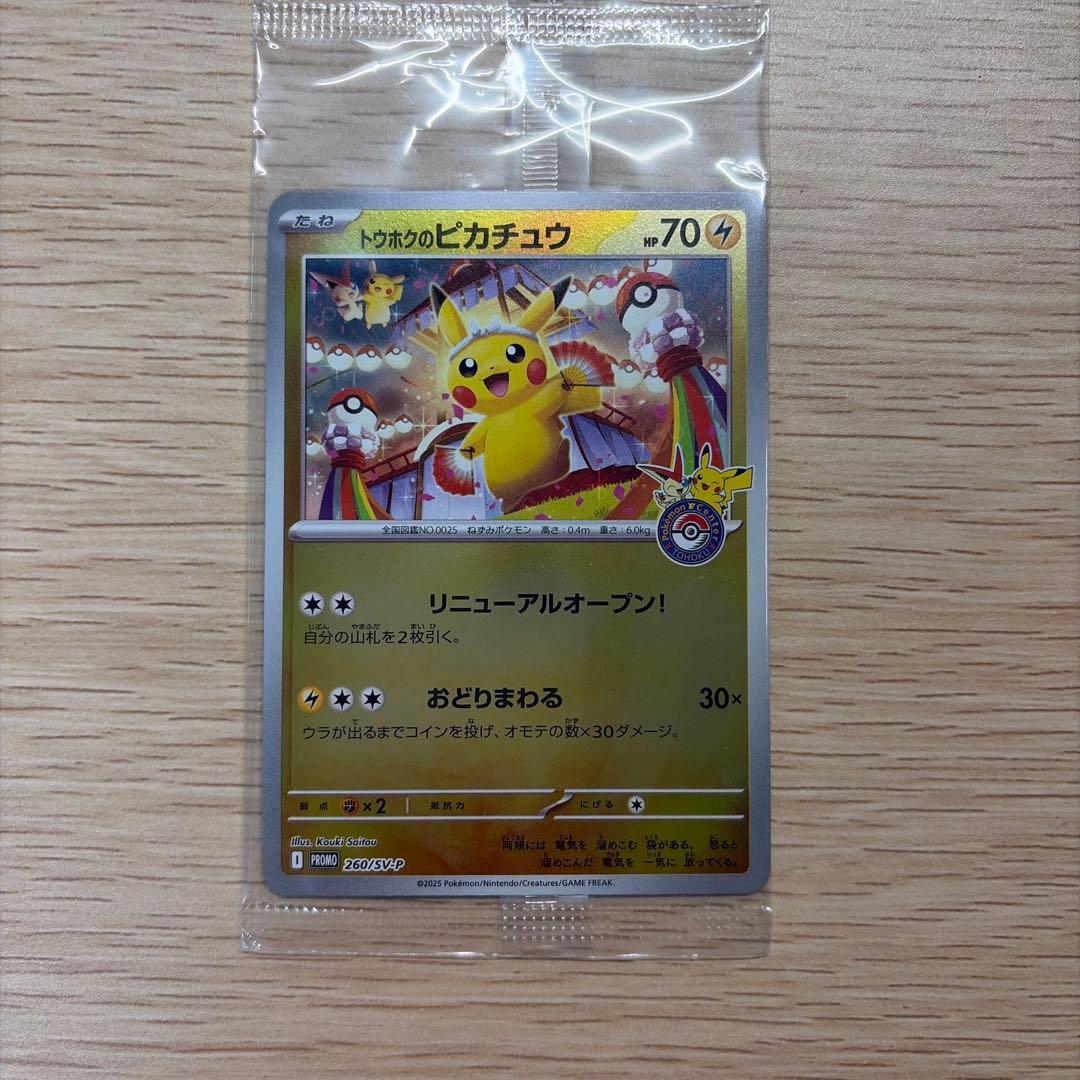 たね
トウホクのピカチュウ
HP 70
全国図鑑NO.0025 ねずみポケモン 高さ:0.4m 重さ:6.0kg
Pokémon Center
TOHOKU
リニューアルオープン!
自分の山札を2枚引く。
おどりまわる 30×
ウラが出るまでコインを投げ、オモテの数×30ダメージ。
弱点 ×2 抵抗力 にげる
Illus. Kouki Saitou
両頬には 電気を 溜めこむ 袋がある。 怒ると
溜めこんだ 電気を 一気に 放ってくる。
I PROMO 260/SV-P
©2025 Pokémon/Nintendo/Creatures/GAME FREAK.